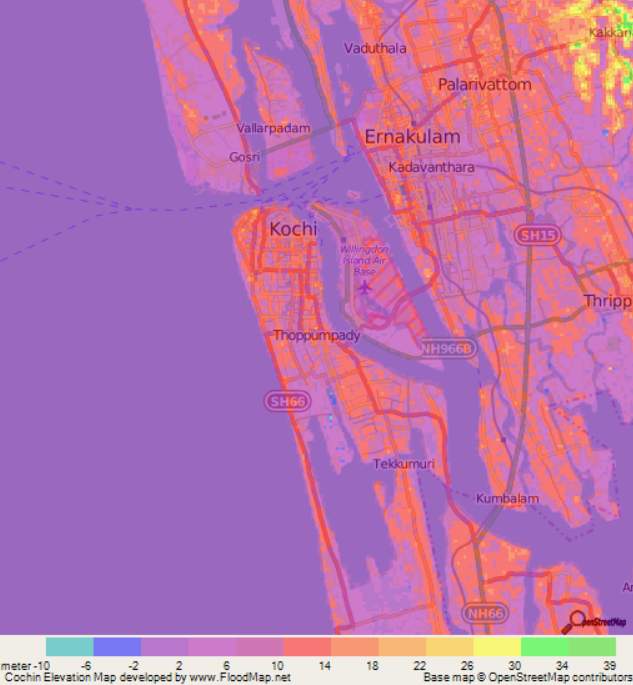 Vaduthala
Kakkan
Palarivattom
Vallarpadam
Ernakulam
Gosri
Kadavanthara
Kochi
SH15
Willingdon
Island Air
Base
Thripp
Thoppumpady
NH966B
SH66
Tekkumuri
Kumbalam
Ar
NH66
penStreetMap
meter -10 -6 -2 2 6 10 14 18 22 26 30 34 39
Cochin Elevation Map developed by www.FloodMap.net
Base map © OpenStreetMap contributors